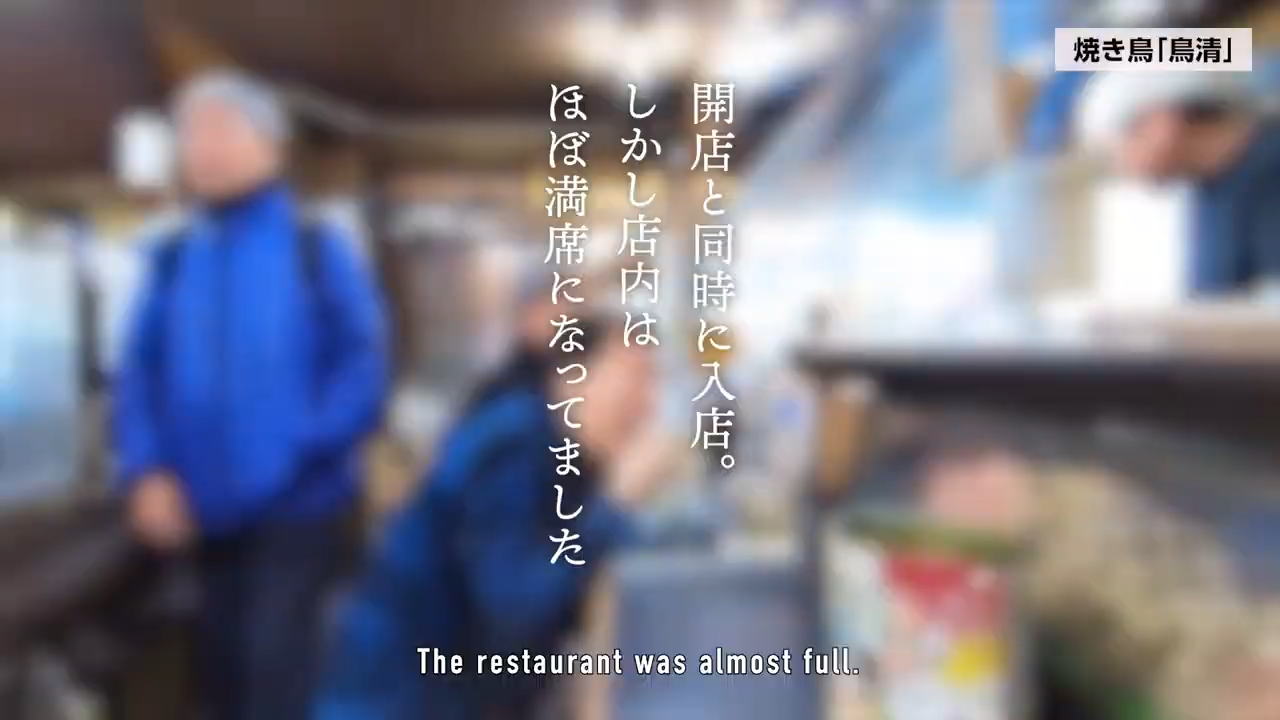 焼き鳥「鳥清」
開店と同時に入店。
しかし店内は
ほぼ満席になってました
The restaurant was almost full.